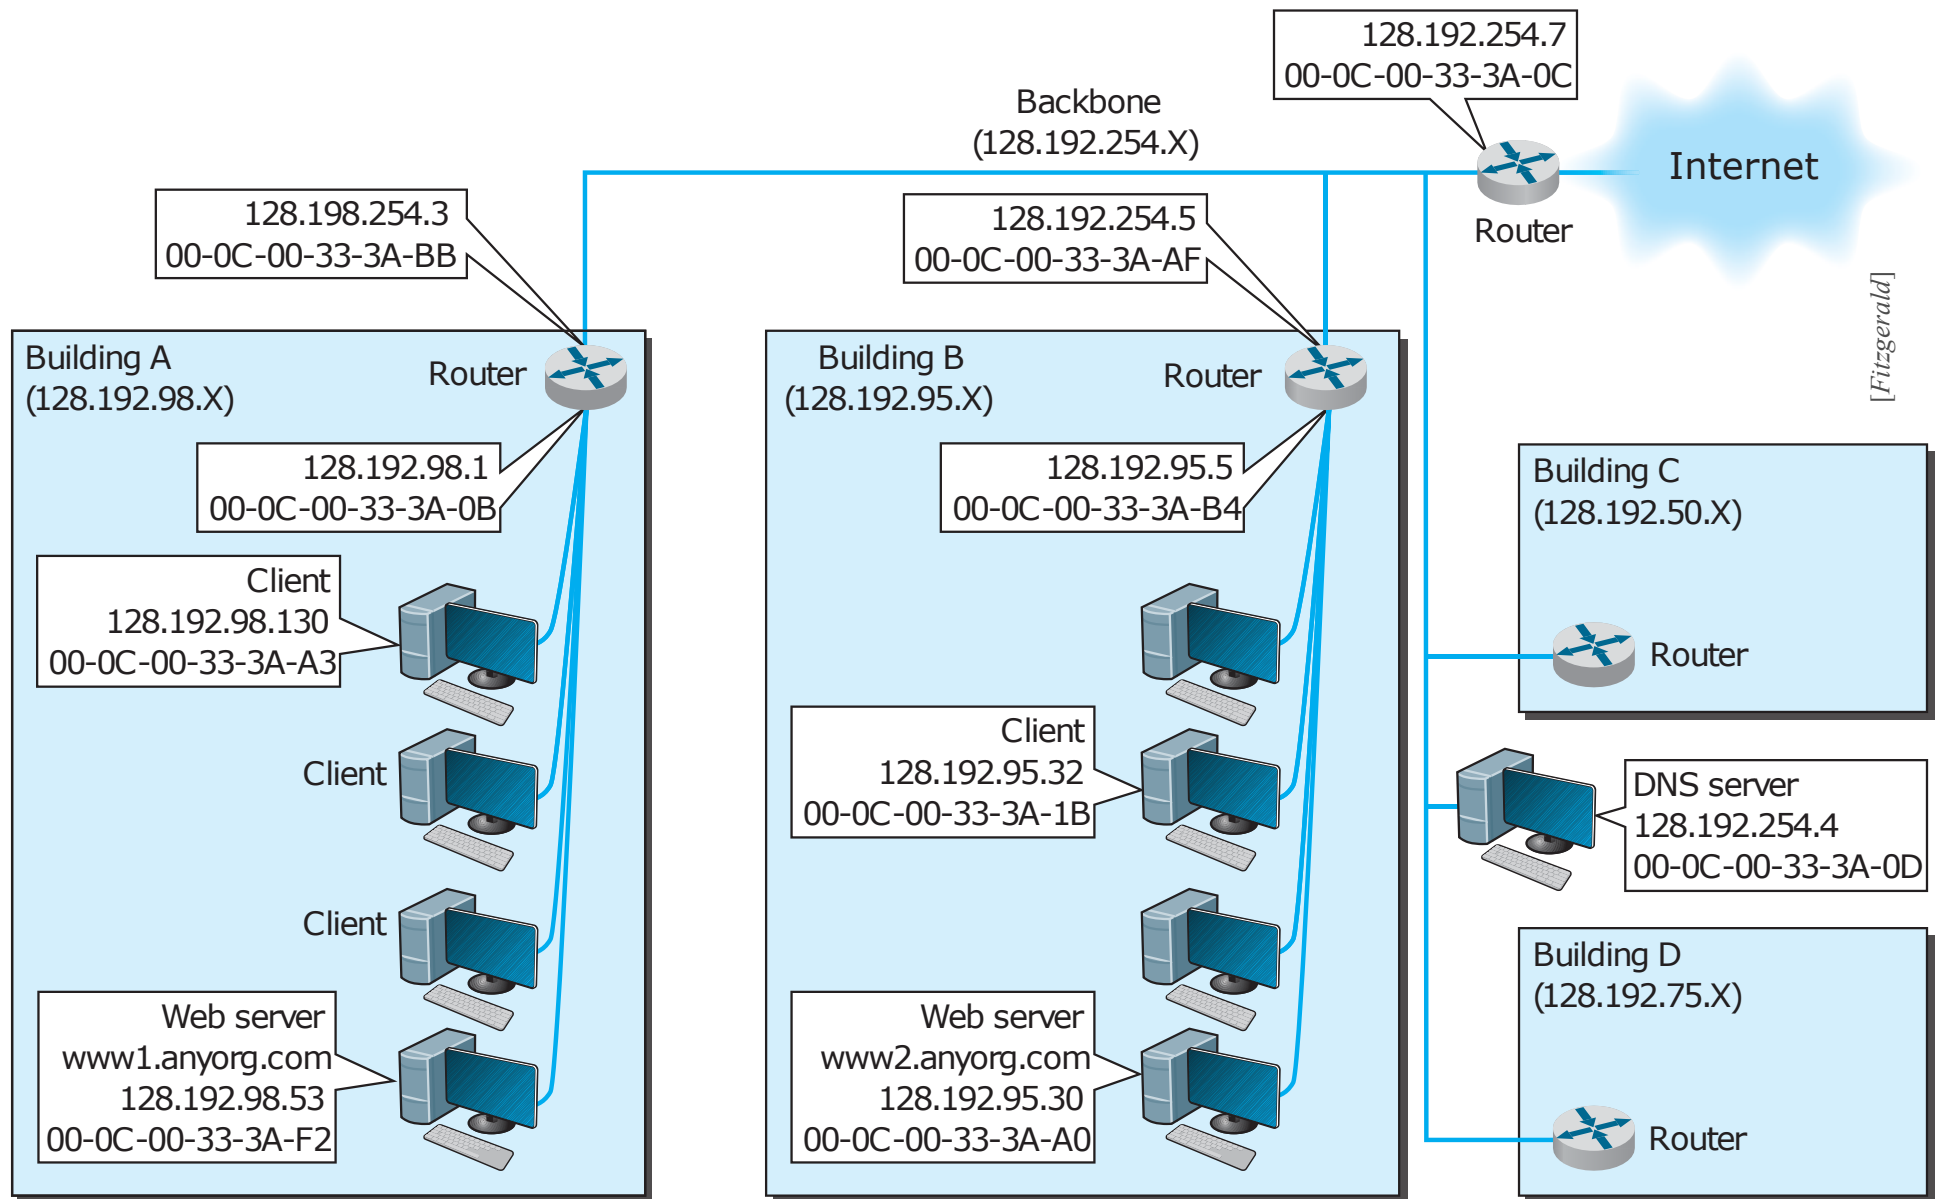 128.192.254.7
00-0C-00-33-3A-0C
Backbone
(128.192.254.X)
Internet
Router
128.198.254.3
00-0C-00-33-3A-BB
128.192.254.5
00-0C-00-33-3A-AF
[Fitzgerald]
Building A
(128.192.98.X)
Router
128.192.98.1
00-0C-00-33-3A-0B
Client
128.192.98.130
00-0C-00-33-3A-A3
Client
Client
Web server
www1.anyorg.com
128.192.98.53
00-0C-00-33-3A-F2
Building B
(128.192.95.X)
Router
128.192.95.5
00-0C-00-33-3A-B4
Client
128.192.95.32
00-0C-00-33-3A-1B
Web server
www2.anyorg.com
128.192.95.30
00-0C-00-33-3A-A0
Building C
(128.192.50.X)
Router
DNS server
128.192.254.4
00-0C-00-33-3A-0D
Building D
(128.192.75.X)
Router